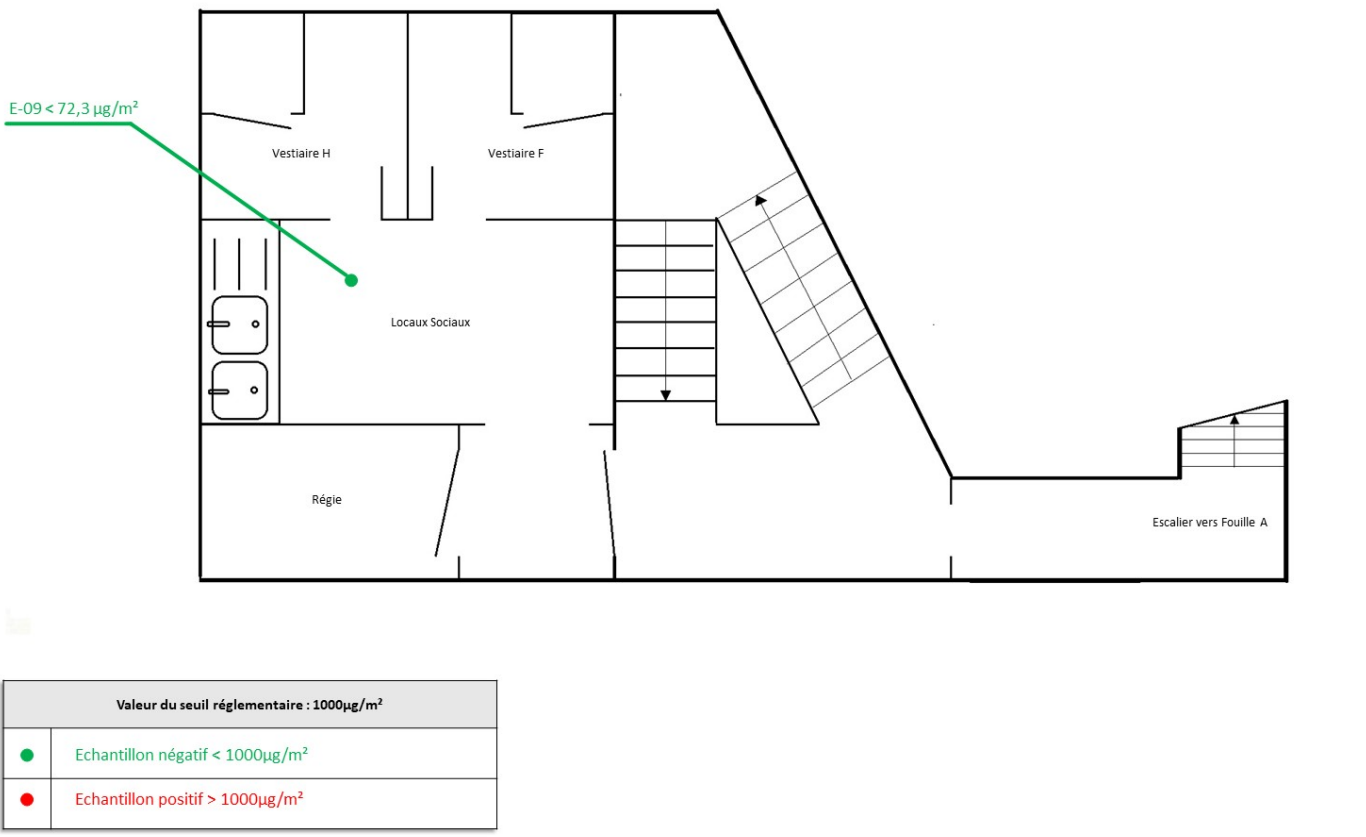 E-09 < 72,3 µg/m²
Vestiaire H
Vestiaire F
Locaux Sociaux
Régie
Escalier vers Fouille A
Valeur du seuil réglementaire : 1000µg/m²
Echantillon négatif < 1000µg/m²
Echantillon positif > 1000µg/m²